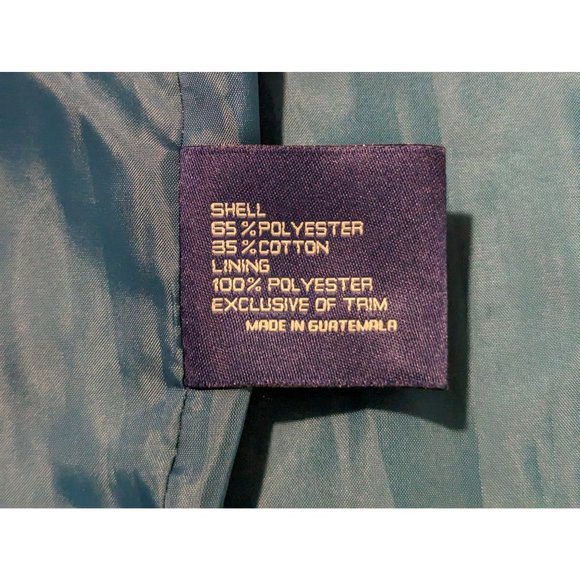 SHELL
65% POLYESTER
35% COTTON
LINING
100% POLYESTER
EXCLUSIVE OF TRIM
MADE IN GUATEMALA